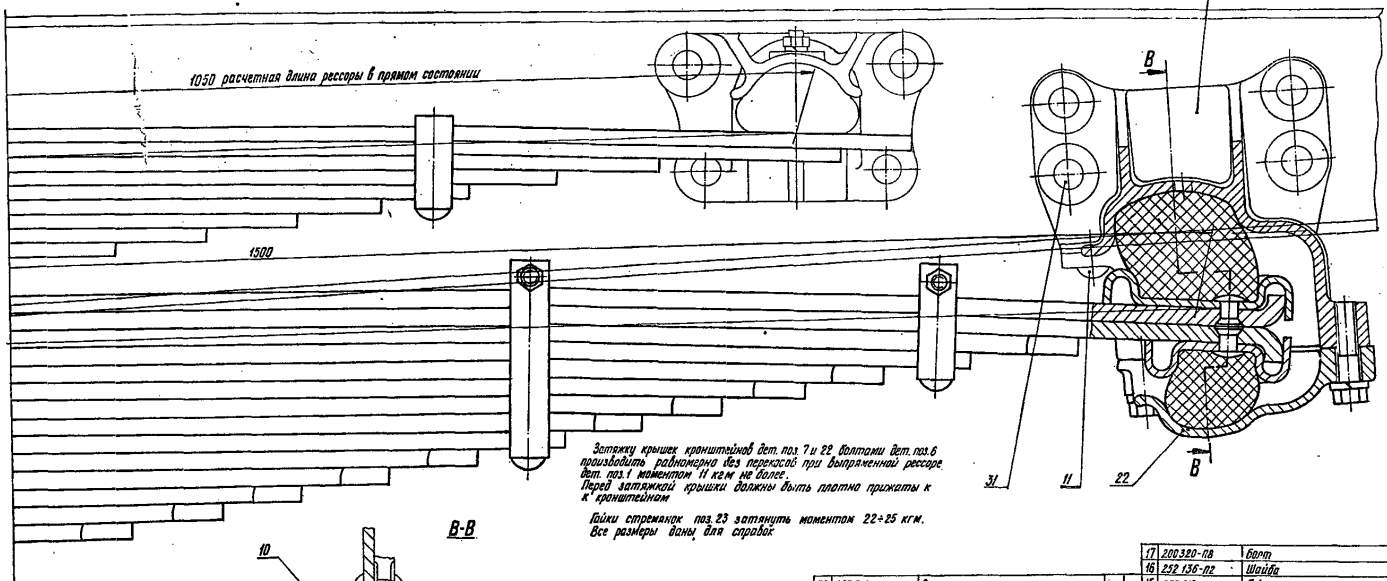 1050 расчетная длина рессоры в прямом состоянии
В
1500
Затяжку крышек кронштейнов дет. поз. 7 и 22 болтами дет. поз.6
производить равномерно без перекосов при выпрямленной рессоре
дет. поз.1 моментом 11 кгм не более.
Перед затяжкой крышки должны быть плотно прижаты к
к кронштейнам
Гайки стремянок поз. 23 затянуть моментом 22÷25 кгм.
Все размеры даны для справок
31
11
22
В
В-В
10
17 200320-П8 Болт
16 252136-П2 Шайба